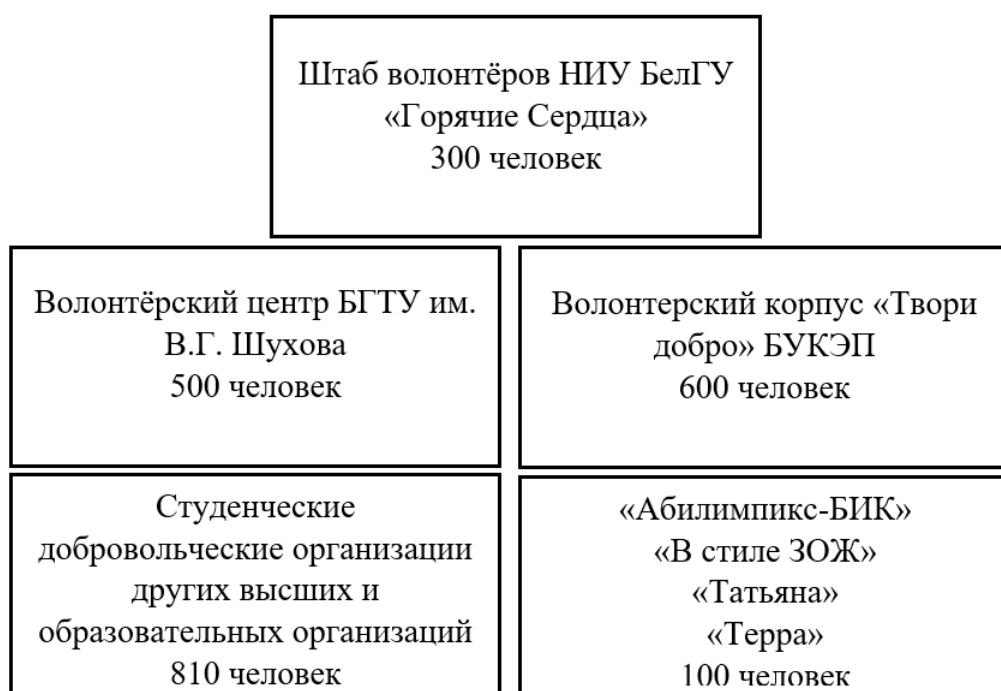 Штаб волонтёров НИУ БелГУ
«Горячие Сердца»
300 человек
Волонтёрский центр БГТУ им.
В.Г. Шухова
500 человек
Волонтерский корпус «Твори
добро» БУКЭП
600 человек
Студенческие
добровольческие организации
других высших и
образовательных организаций
810 человек
«Абилимпикс-БИК»
«В стиле ЗОЖ»
«Татьяна»
«Терра»
100 человек